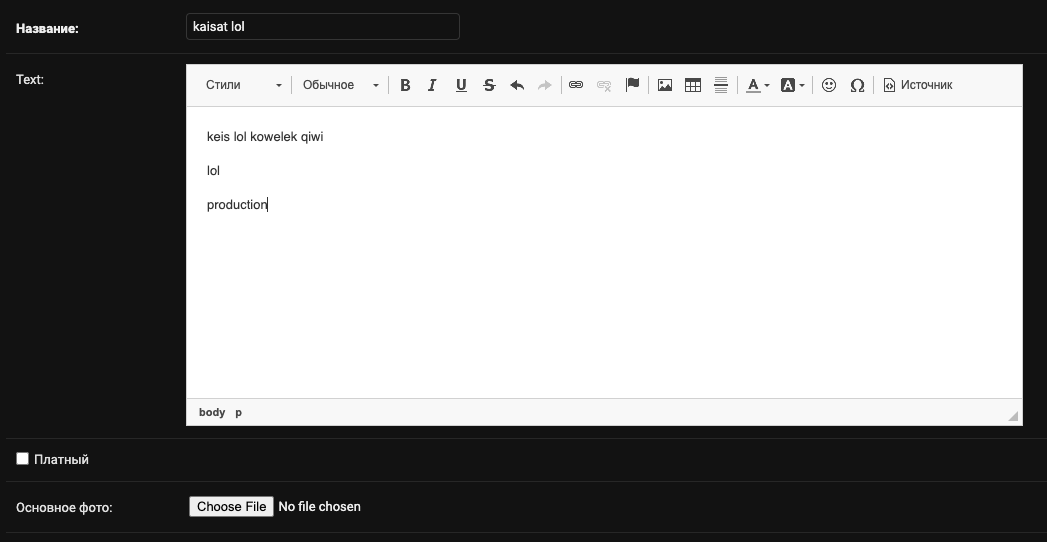 Название: kaisat lol
Text:
Стили Обычное B I U S A A Ω Источник
keis lol kowelek qiwi
lol
production
body p
Платный
Основное фото: Choose File No file chosen